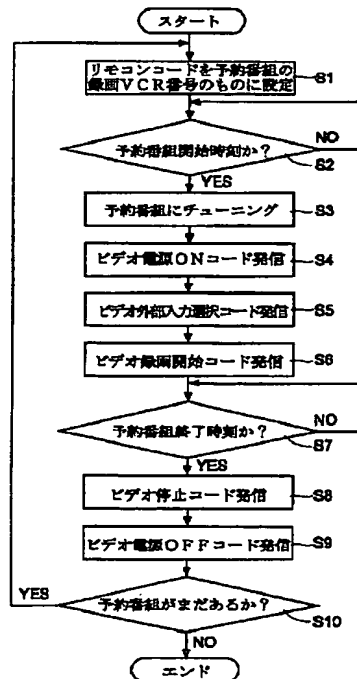 スタート
リモコンコードを予約番組の
録画VCR番号のものに設定
S1
予約番組開始時刻か?
NO
S2
YES
予約番組にチューニング
S3
ビデオ電源ONコード発信
S4
ビデオ外部入力選択コード発信
S5
ビデオ録画開始コード発信
S6
予約番組終了時刻か?
NO
S7
YES
ビデオ停止コード発信
S8
ビデオ電源OFFコード発信
S9
YES
予約番組がまだあるか?
S10
NO
エンド